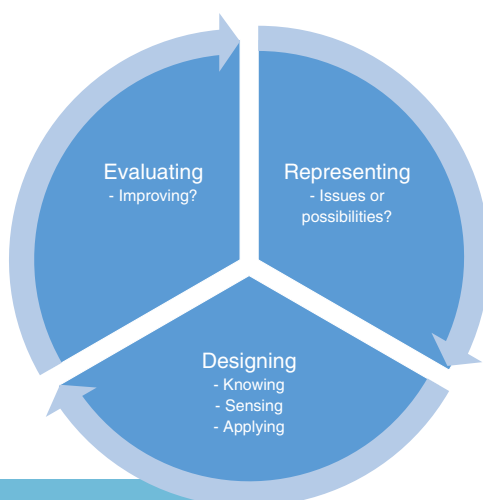 Evaluating
- Improving?
Representing
- Issues or
possibilities?
Designing
- Knowing
- Sensing
- Applying